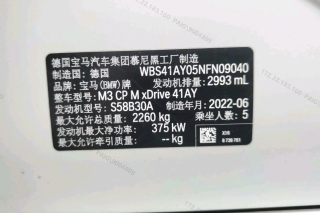 德国宝马汽车集团慕尼黑工厂制造
制造国：德国 WBS41AY05NFN09040
品牌：宝马(BMW)牌 发动机排量：2993 mL
型号：M3 CP M xDrive 41AY
发动机型号：S58B30A 制造年月：2022-06
最大允许总质量：2260 kg 乘坐人数：5
发动机最大净功率：375 kW
最大允许牵引质量：-- kg